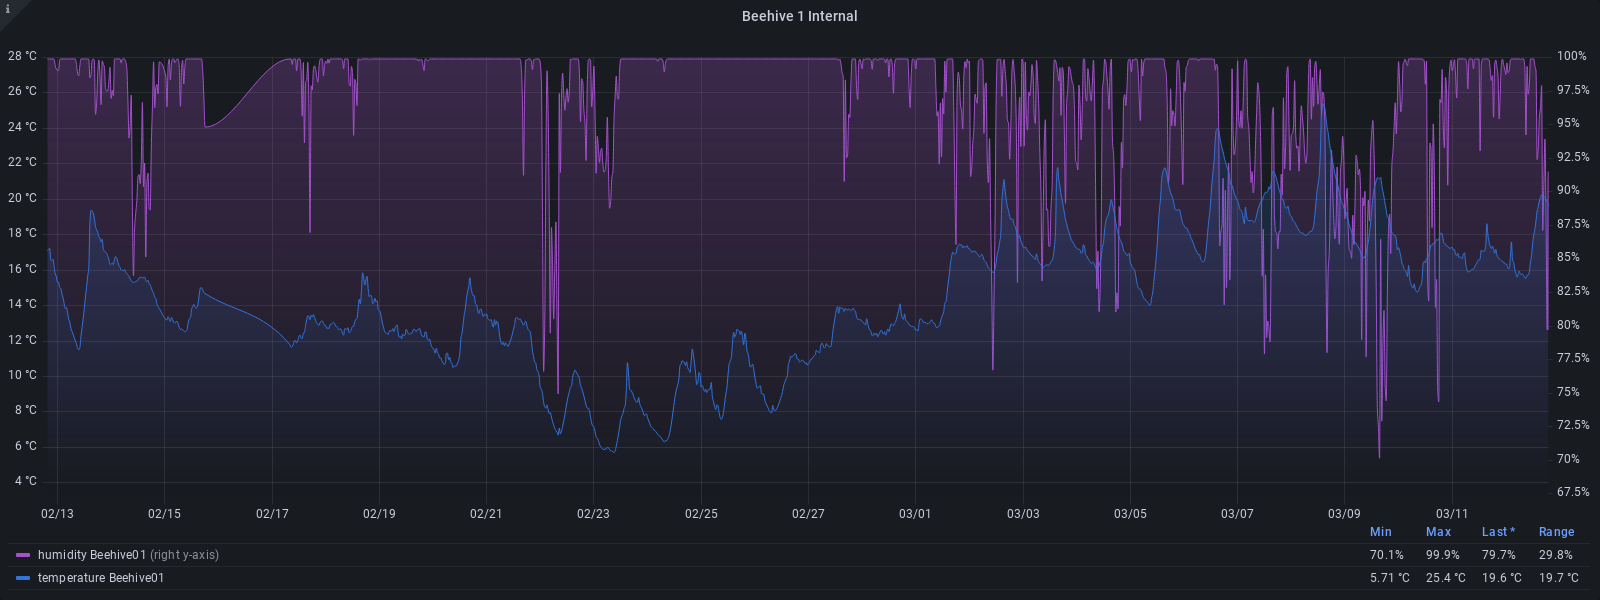 i
Beehive 1 Internal
28 °C 100%
26 °C 97.5%
24 °C 95%
22 °C 92.5%
20 °C 90%
18 °C 87.5%
16 °C 85%
14 °C 82.5%
12 °C 80%
10 °C 77.5%
8 °C 75%
6 °C 72.5%
4 °C 70%
67.5%
02/13 02/15 02/17 02/19 02/21 02/23 02/25 02/27 03/01 03/03 03/05 03/07 03/09 03/11
Min Max Last * Range
humidity Beehive01 (right y-axis) 70.1% 99.9% 79.7% 29.8%
temperature Beehive01 5.71 °C 25.4 °C 19.6 °C 19.7 °C